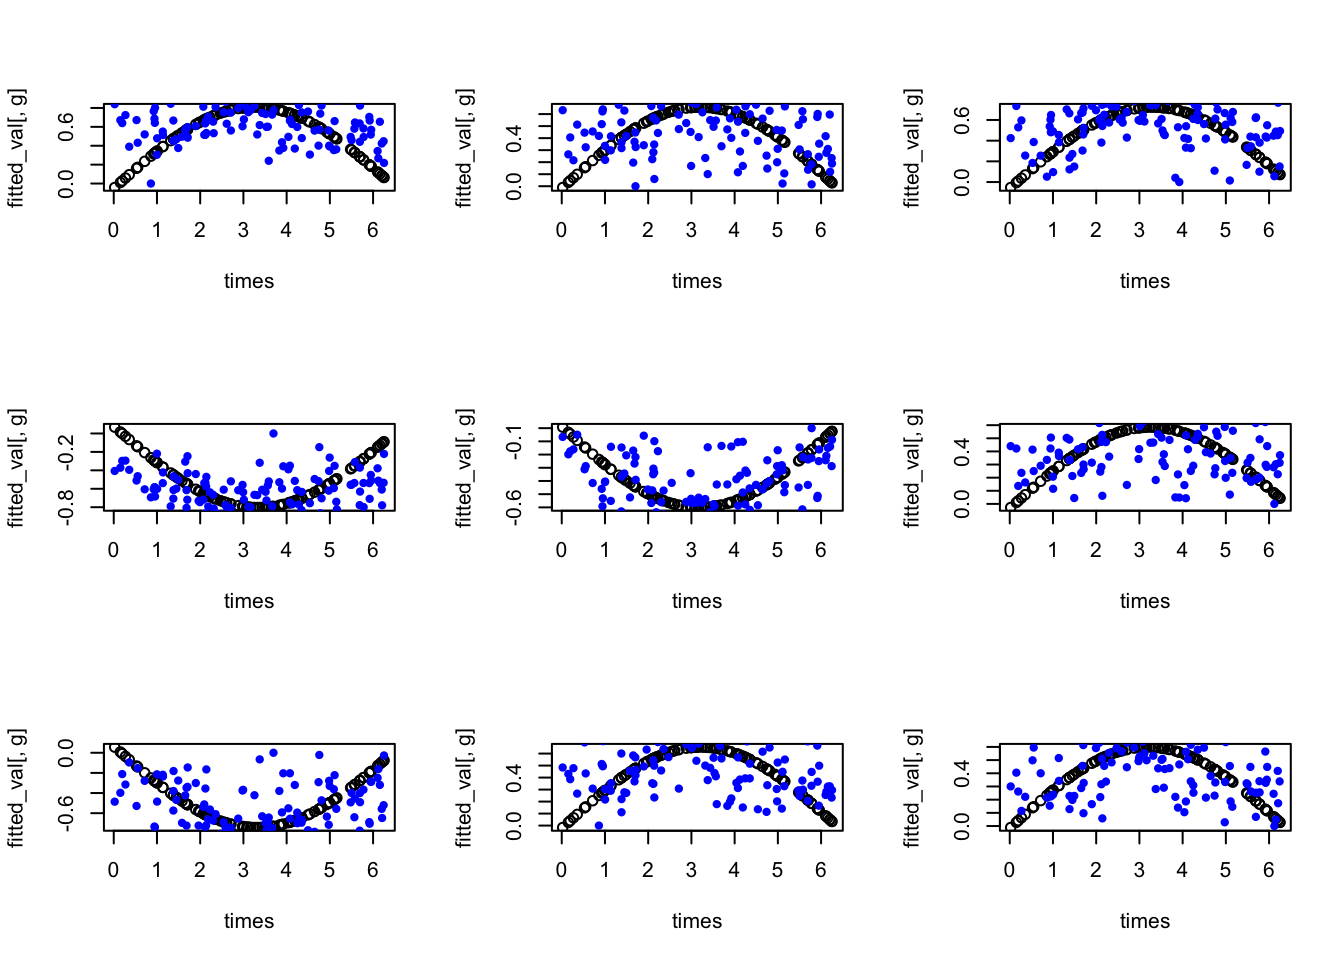 fitted_val[, g]
0.0 0.6
0 1 2 3 4 5 6
times
fitted_val[, g]
0.0 0.4
0 1 2 3 4 5 6
times
fitted_val[, g]
0.0 0.6
0 1 2 3 4 5 6
times
fitted_val[, g]
-0.8 -0.2
0 1 2 3 4 5 6
times
fitted_val[, g]
-0.6 -0.1
0 1 2 3 4 5 6
times
fitted_val[, g]
0.0 0.4
0 1 2 3 4 5 6
times
fitted_val[, g]
-0.6 0.0
0 1 2 3 4 5 6
times
fitted_val[, g]
0.0 0.4
0 1 2 3 4 5 6
times
fitted_val[, g]
0.0 0.4
0 1 2 3 4 5 6
times